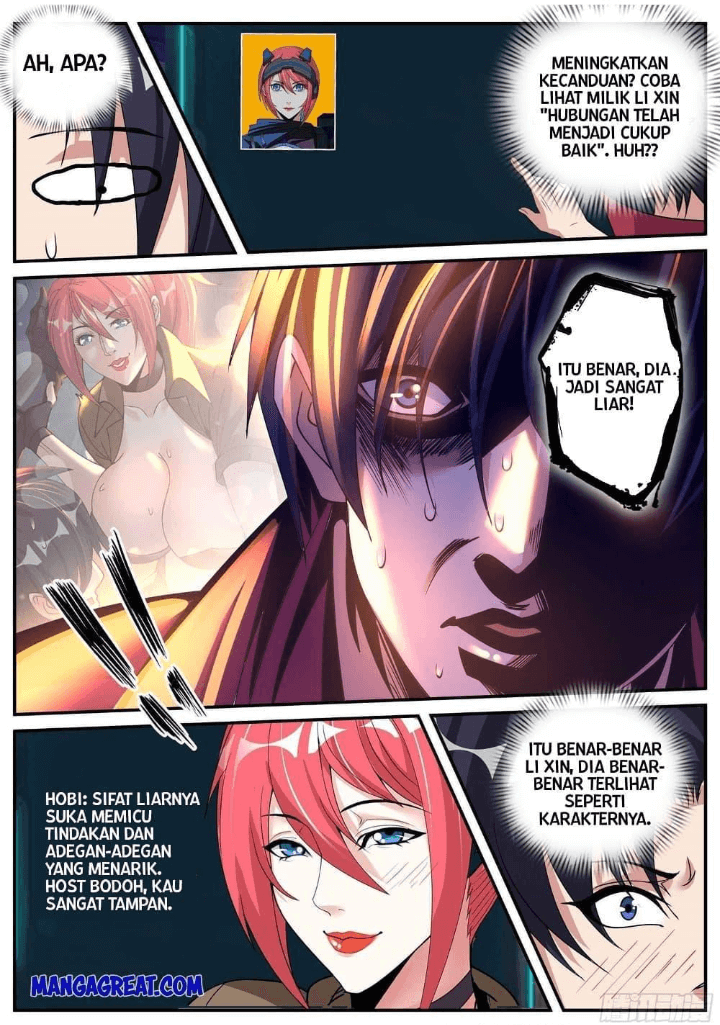 AH, APA?
MENINGKATKAN
KECANDUAN? COBA
LIHAT MILIK LI XIN
"HUBUNGAN TELAH
MENJADI CUKUP
BAIK". HUH??
ITU BENAR, DIA
JADI SANGAT
LIAR!
HOBI: SIFAT LIARNYA
SUKA MEMICU
TINDAKAN DAN
ADEGAN-ADEGAN
YANG MENARIK.
HOST BODOH, KAU
SANGAT TAMPAN.
ITU BENAR-BENAR
LI XIN, DIA BENAR-
BENAR TERLIHAT
SEPERTI
KARAKTERNYA.
MANGAGREAT.COM